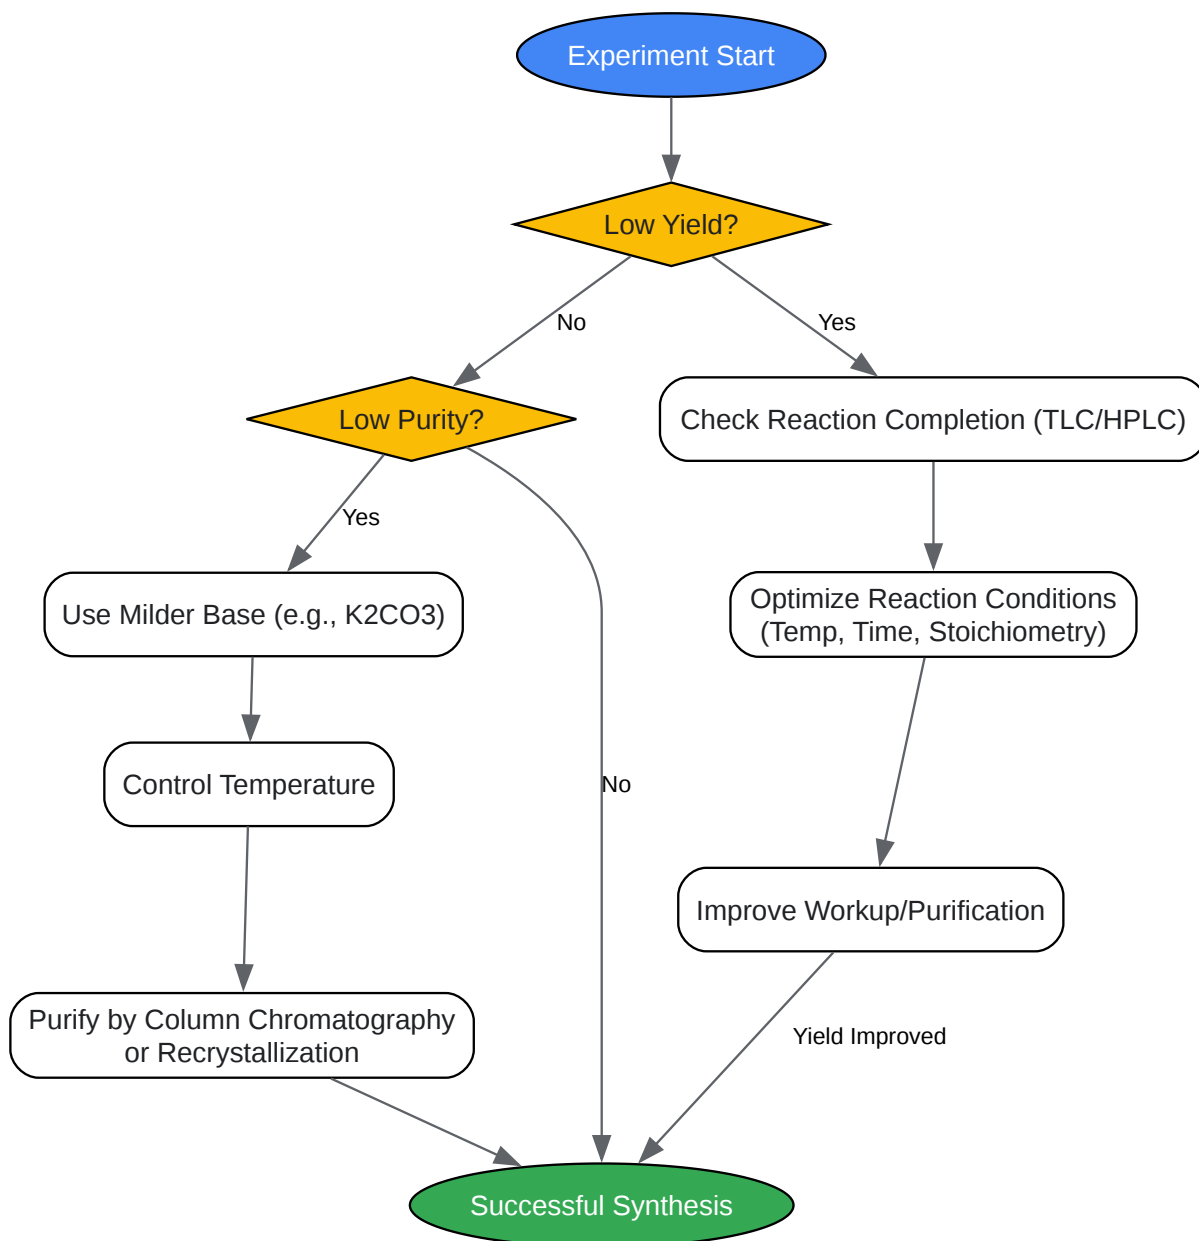 Experiment Start
Low Yield?
No
Yes
Low Purity?
Check Reaction Completion (TLC/HPLC)
Yes
Use Milder Base (e.g., K2CO3)
Optimize Reaction Conditions
(Temp, Time, Stoichiometry)
Control Temperature
No
Improve Workup/Purification
Purify by Column Chromatography
or Recrystallization
Yield Improved
Successful Synthesis